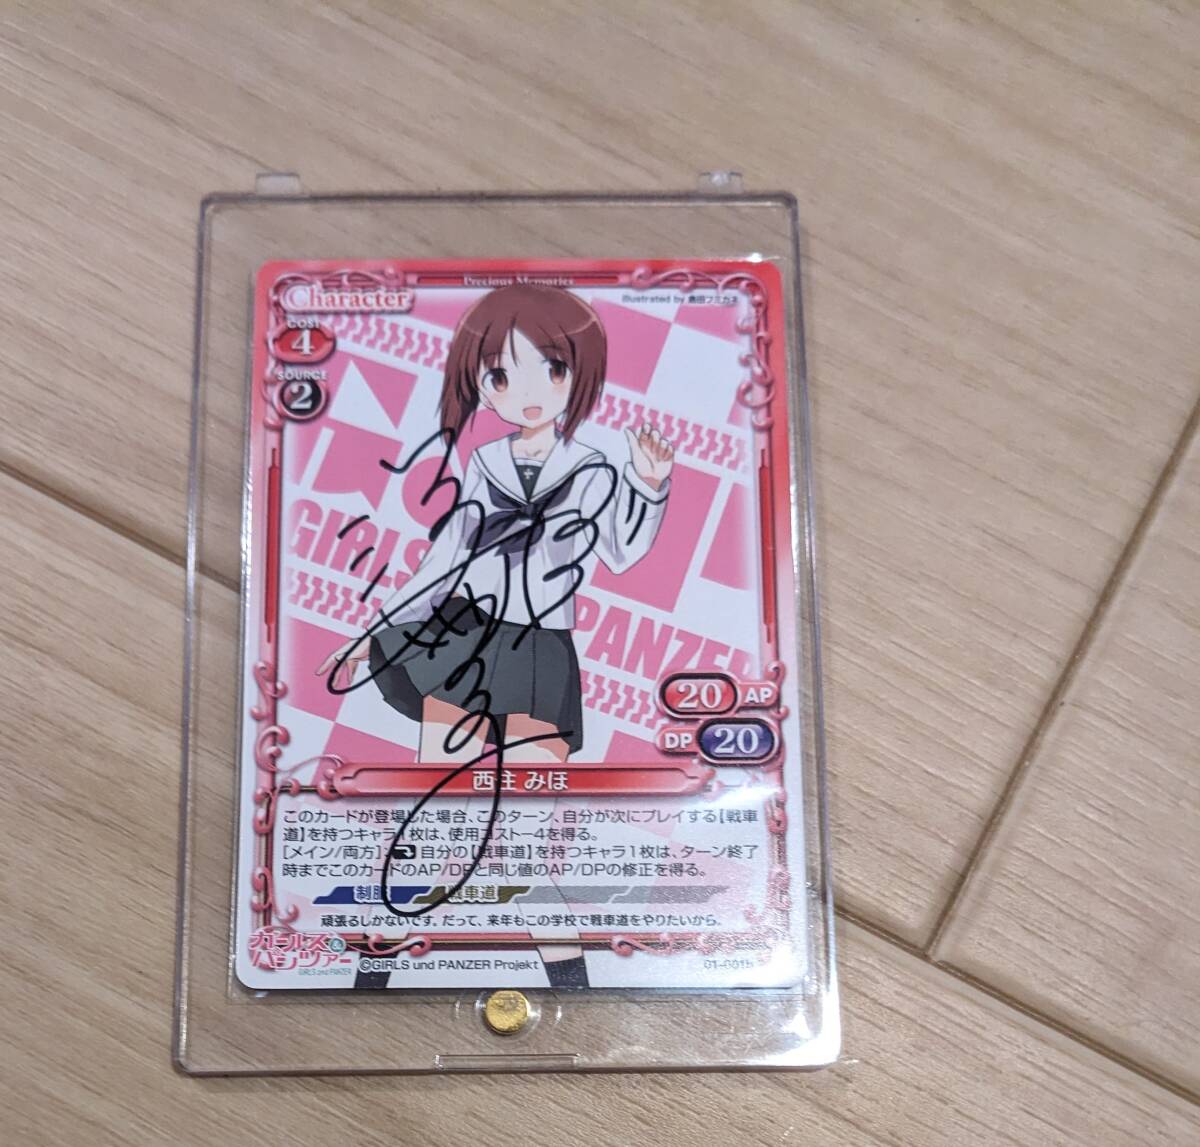 Precious Memories
Character
illustrated by 島田フミカネ
COST
4
SOURCE
2
GIRLS
PANZER
20 AP
DP 20
西住 みほ
このカードが登場した場合、このターン、自分が次にプレイする【戦車
道】を持つキャラ1枚は、使用コスト-4を得る。
[メイン/両方]: 自分の【戦車道】を持つキャラ1枚は、ターン終了
時までこのカードのAP/DPと同じ値のAP/DPの修正を得る。
制服 戦車道
頑張るしかないです。だって、来年もこの学校で戦車道をやりたいから。
ガールズ&
パンツァー
GIRLS und PANZER
©GIRLS und PANZER Projekt
01-001b